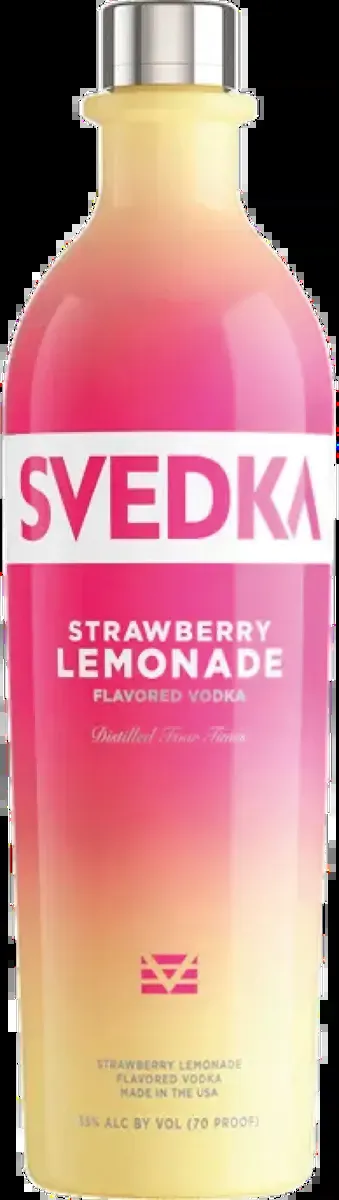 SVEDKA
STRAWBERRY
LEMONADE
FLAVORED VODKA
Distilled Four Times
STRAWBERRY LEMONADE
FLAVORED VODKA
MADE IN THE USA
35% ALC BY VOL (70 PROOF)